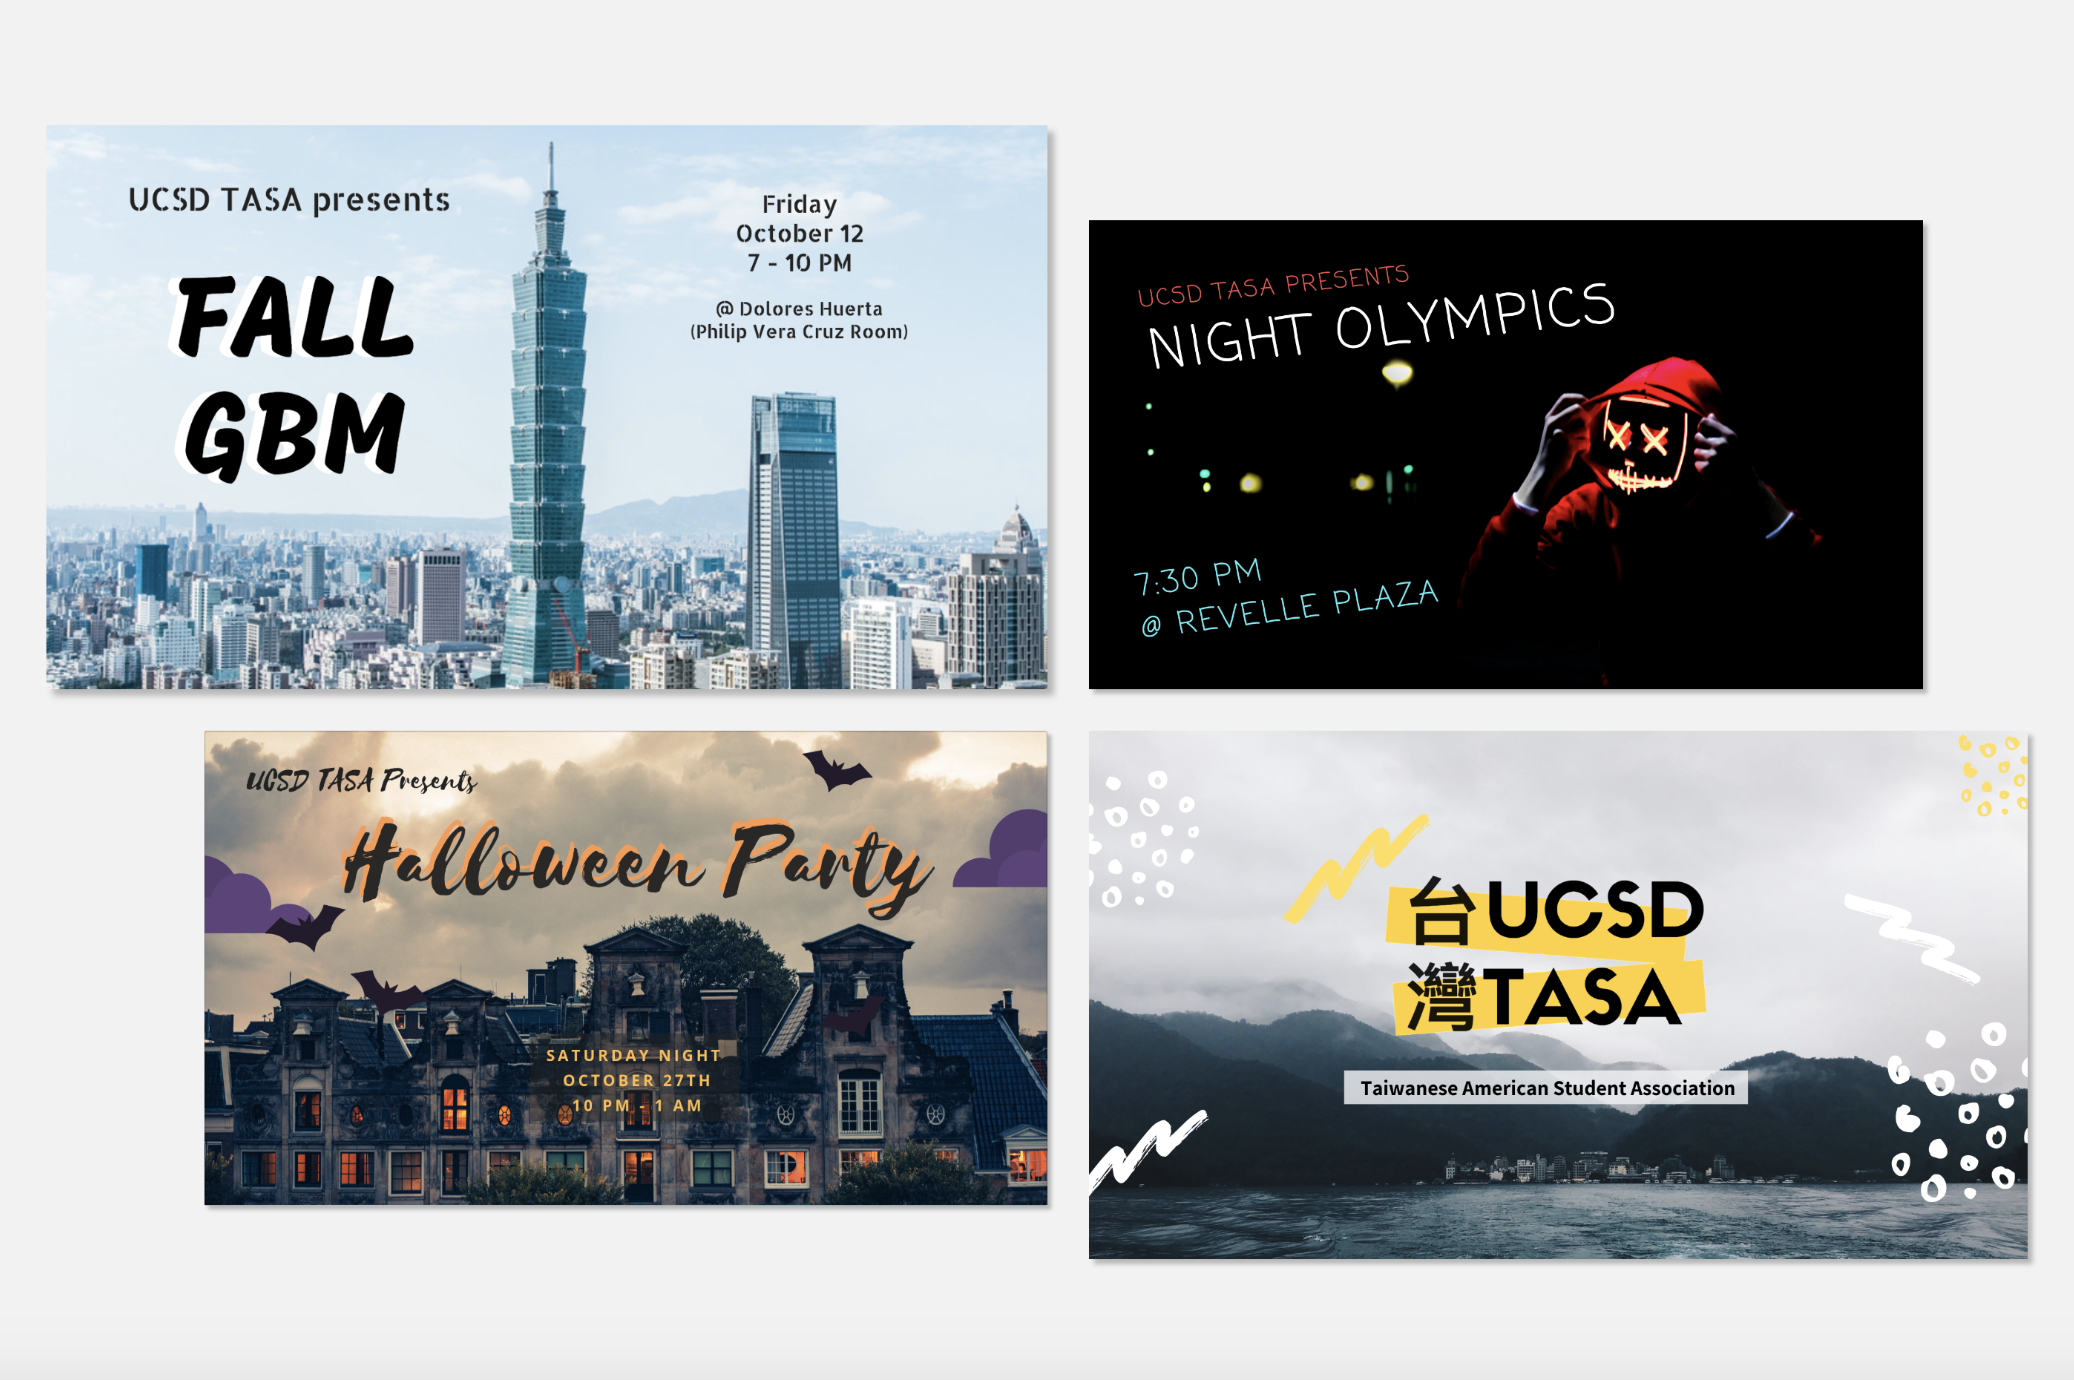 UCSD TASA presents
FALL
GBM
Friday
October 12
7 - 10 PM
@ Dolores Huerta
(Philip Vera Cruz Room)
UCSD TASA PRESENTS
NIGHT OLYMPICS
7:30 PM
@ REVELLE PLAZA
UCSD TASA Presents
Halloween Party
SATURDAY NIGHT
OCTOBER 27TH
10 PM - 1 AM
台UCSD
灣TASA
Taiwanese American Student Association